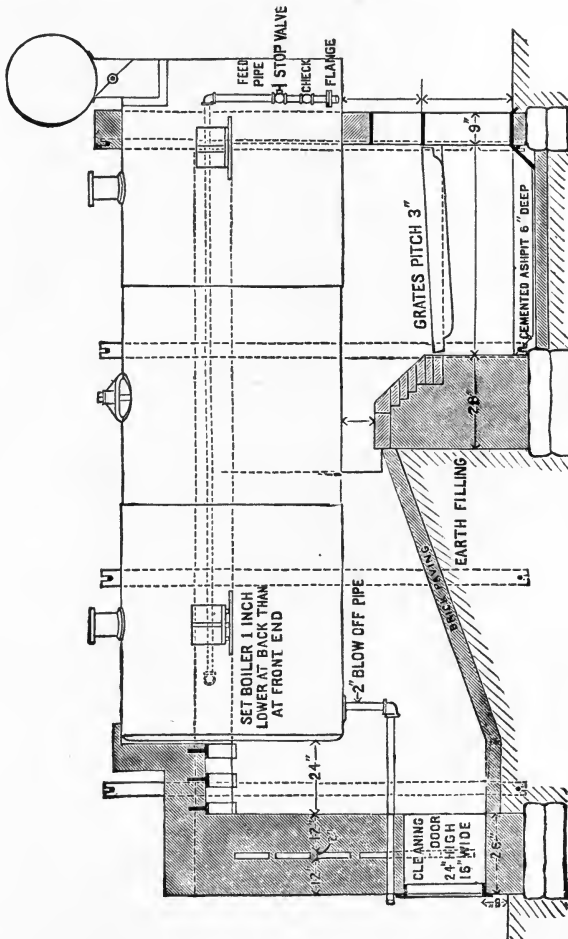 FEED
PIPE
STOP VALVE
CHECK
FLANGE
9"
GRATES PITCH 3"
CEMENTED ASHPIT 6" DEEP
28"
EARTH FILLING
BRICK PAVING
SET BOILER 1 INCH
LOWER AT BACK THAN
AT FRONT END
2" BLOW OFF PIPE
24"
12"
2"
12"
CLEANING
DOOR
24" HIGH
16" WIDE
26"